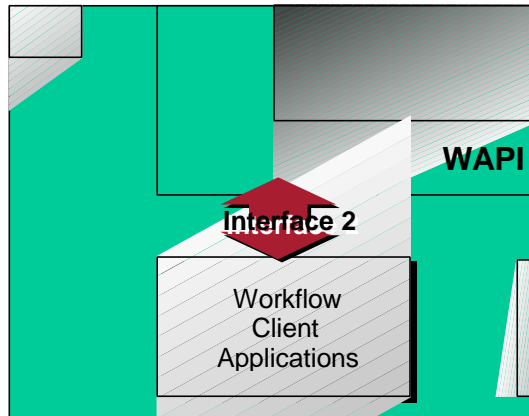 WAPI
Interface 2
Workflow
Client
Applications